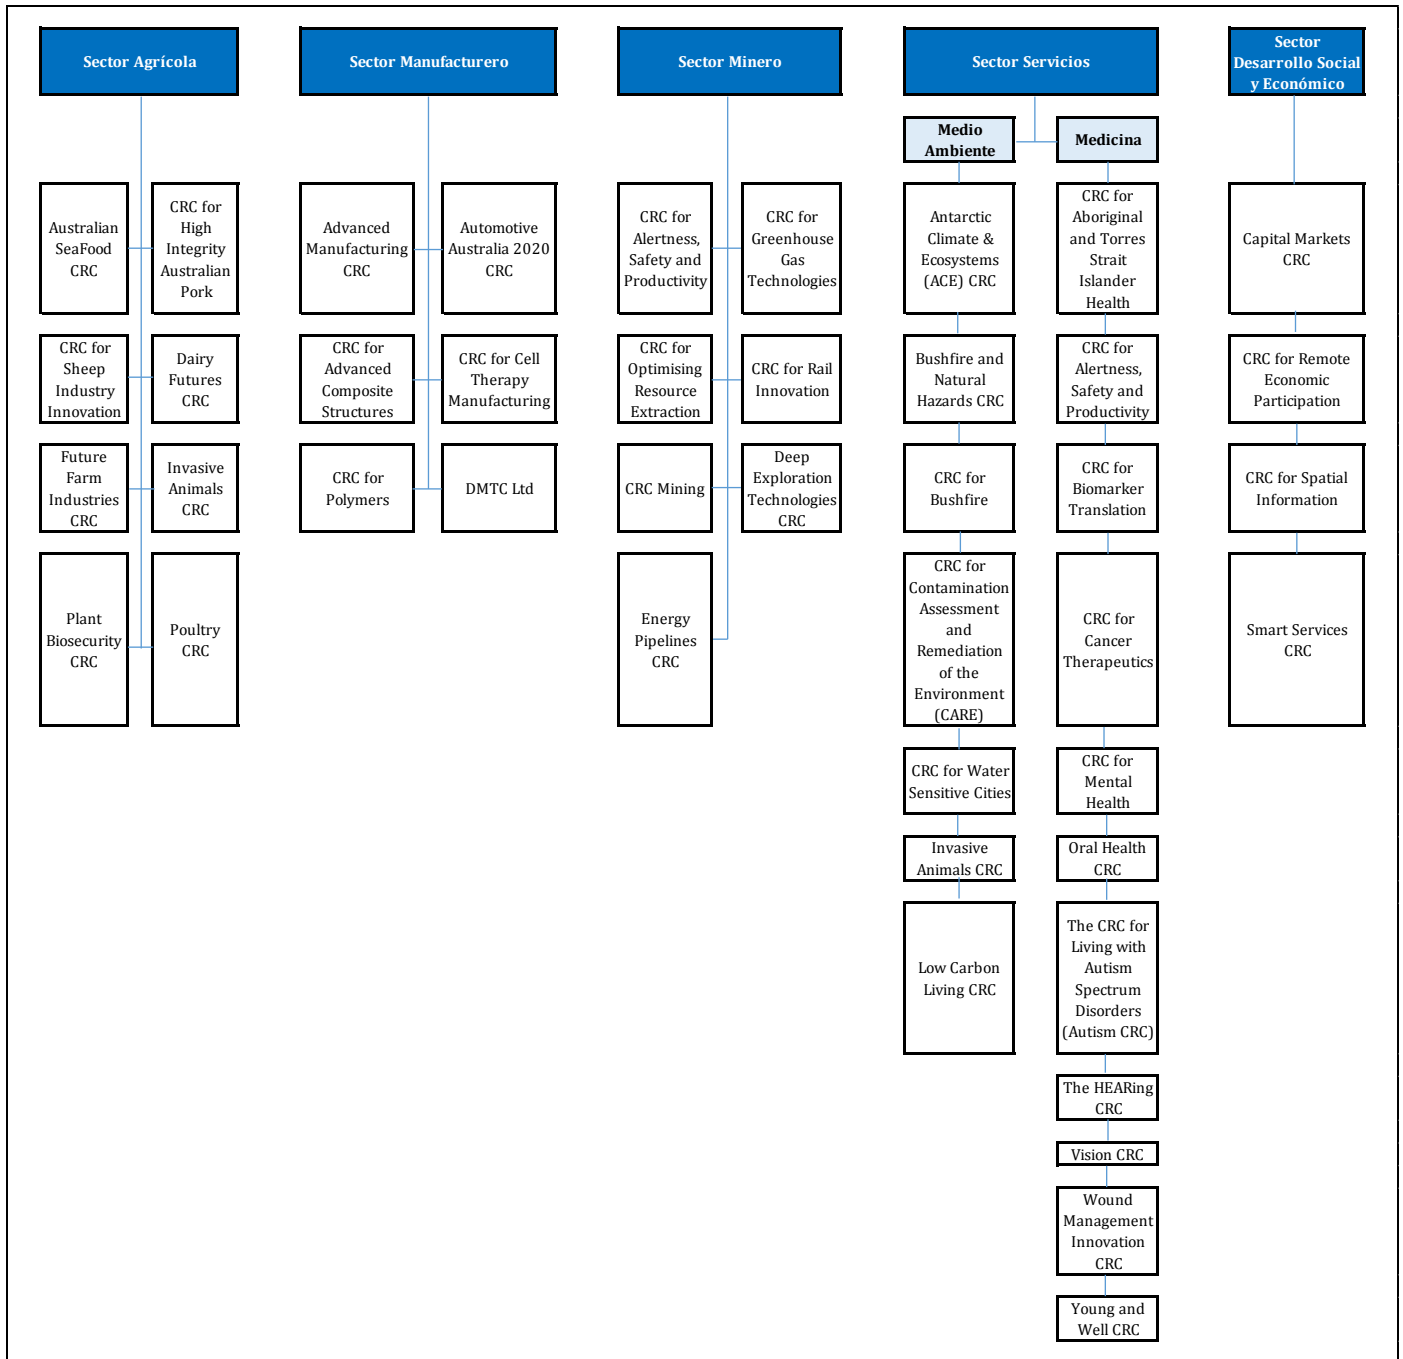 Sector Agrícola
Sector Manufacturero
Sector Minero
Sector Servicios
Sector
Desarrollo Social
y Económico
Medio
Ambiente
Medicina
Australian
SeaFood
CRC
CRC for
High
Integrity
Australian
Pork
Advanced
Manufacturing
CRC
Automotive
Australia 2020
CRC
CRC for
Alertness,
Safety and
Productivity
CRC for
Greenhouse
Gas
Technologies
Antarctic
Climate &
Ecosystems
(ACE) CRC
CRC for
Aboriginal
and Torres
Strait
Islander
Health
Capital Markets
CRC
CRC for
Sheep
Industry
Innovation
Dairy
Futures
CRC
CRC for
Advanced
Composite
Structures
CRC for Cell
Therapy
Manufacturing
CRC for
Optimising
Resource
Extraction
CRC for Rail
Innovation
Bushfire and
Natural
Hazards CRC
CRC for
Alertness,
Safety and
Productivity
CRC for Remote
Economic
Participation
Future
Farm
Industries
CRC
Invasive
Animals
CRC
CRC for
Polymers
DMTC Ltd
CRC Mining
Deep
Exploration
Technologies
CRC
CRC for
Bushfire
CRC for
Biomarker
Translation
CRC for Spatial
Information
Plant
Biosecurity
CRC
Poultry
CRC
Energy
Pipelines
CRC
CRC for
Contamination
Assessment
and
Remediation
of the
Environment
(CARE)
CRC for
Cancer
Therapeutics
Smart Services
CRC
CRC for Water
Sensitive Cities
CRC for
Mental
Health
Invasive
Animals CRC
Oral Health
CRC
Low Carbon
Living CRC
The CRC for
Living with
Autism
Spectrum
Disorders
(Autism CRC)
The HEARing
CRC
Vision CRC
Wound
Management
Innovation
CRC
Young and
Well CRC